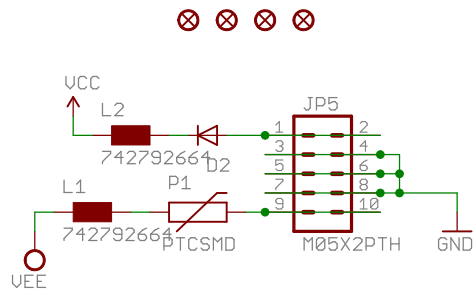 VCC
L2
JP5
1 2
742792664
D2
3 4
5 6
L1
P1
7 8
9 10
742792664
PTCSMD
M05X2PTH
GND
VEE